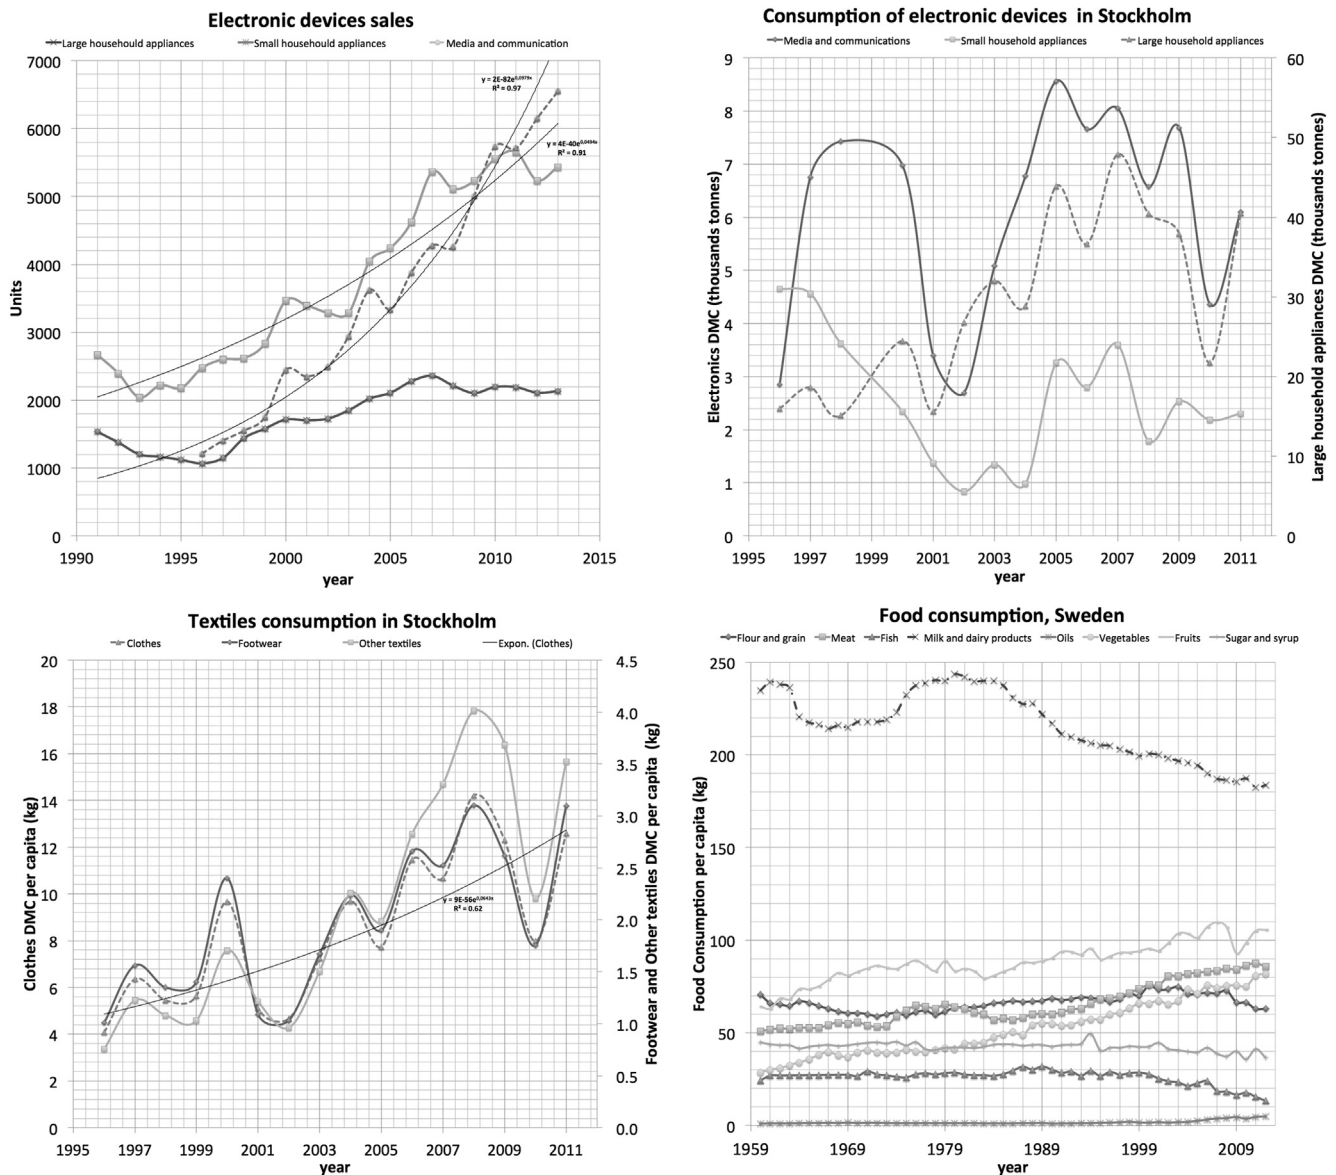 Electronic devices sales
Large househould appliances Small househould appliances Media and communication
7000
6000
5000
4000
3000
2000
1000
0
Units
y = 2E-82e^0,0979x
R² = 0.97
y = 4E-40e^0,0494x
R² = 0.91
1990 1995 2000 2005 2010 2015
year
Consumption of electronic devices in Stockholm
Media and communications Small household appliances Large household appliances
9
8
7
6
5
4
3
2
1
0
Electronics DMC (thousands tonnes)
60
50
40
30
20
10
0
Large household appliances DMC (thousands tonnes)
1995 1997 1999 2001 2003 2005 2007 2009 2011
year
Textiles consumption in Stockholm
Clothes Footwear Other textiles Expon. (Clothes)
20
18
16
14
12
10
8
6
4
2
0
Clothes DMC per capita (kg)
y = 9E-56e^0,0643x
R² = 0.62
4.5
4.0
3.5
3.0
2.5
2.0
1.5
1.0
0.5
0.0
Footwear and Other textiles DMC per capita (kg)
1995 1997 1999 2001 2003 2005 2007 2009 2011
year
Food consumption, Sweden
Flour and grain Meat Fish Milk and dairy products Oils Vegetables Fruits Sugar and syrup
250
200
150
100
50
0
Food Consumption per capita (kg)
1959 1969 1979 1989 1999 2009
year